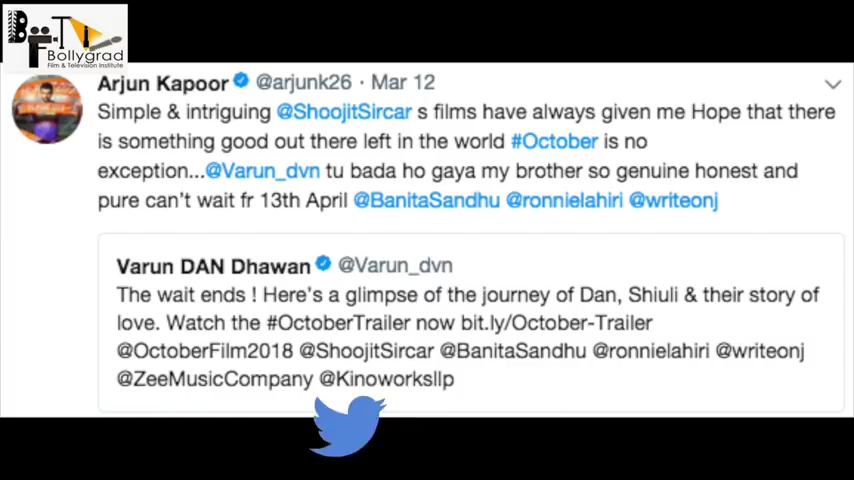 BFT
Bollygrad
Film & Television Institute
Arjun Kapoor @arjunk26 · Mar 12
Simple & intriguing @ShoojitSircar s films have always given me Hope that there
is something good out there left in the world #October is no
exception...@Varun_dvn tu bada ho gaya my brother so genuine honest and
pure can't wait fr 13th April @BanitaSandhu @ronnielahiri @writeonj
Varun DAN Dhawan @Varun_dvn
The wait ends ! Here's a glimpse of the journey of Dan, Shiuli & their story of
love. Watch the #OctoberTrailer now bit.ly/October-Trailer
@OctoberFilm2018 @ShoojitSircar @BanitaSandhu @ronnielahiri @writeonj
@ZeeMusicCompany @Kinoworksllp